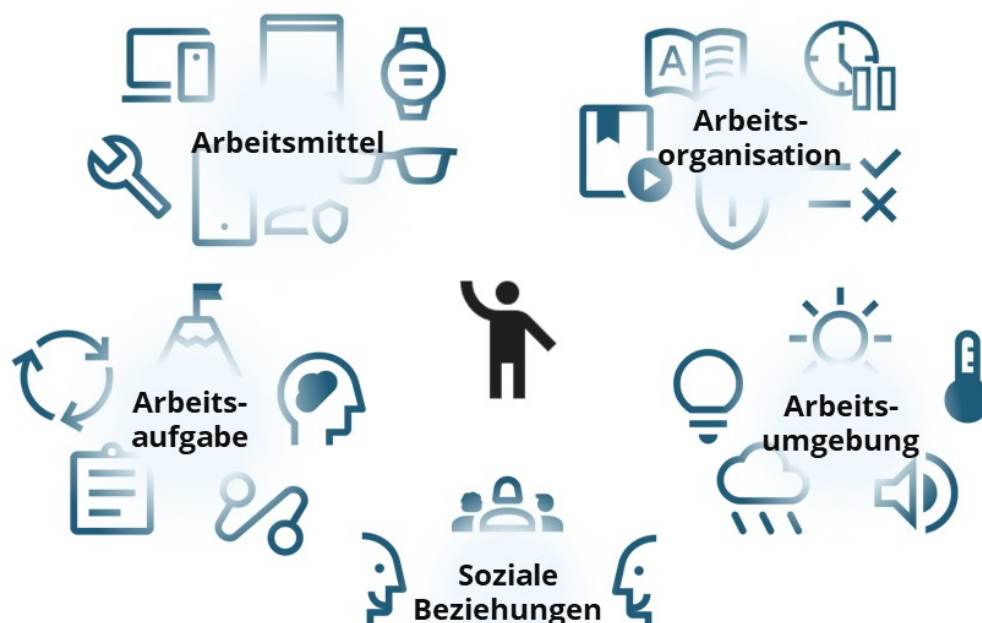 Arbeitsmittel
A
Arbeits-
organisation
Arbeits-
aufgabe
Arbeits-
umgebung
Soziale
Beziehungen